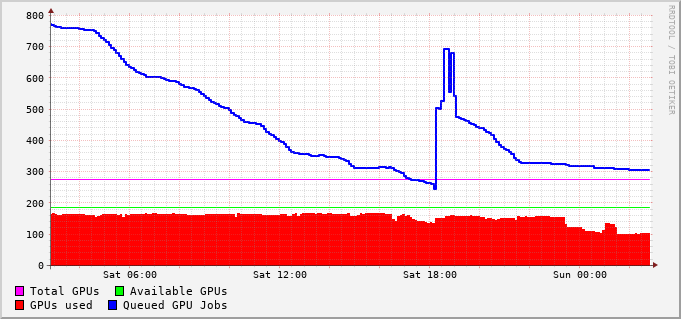 800
700
600
500
400
300
200
100
0
Sat 06:00 Sat 12:00 Sat 18:00 Sun 00:00
Total GPUs Available GPUs
GPUs used Queued GPU Jobs
RRDTOOL / TOBI OETIKER